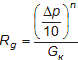 R_g = (Δp/10)^n / G_к